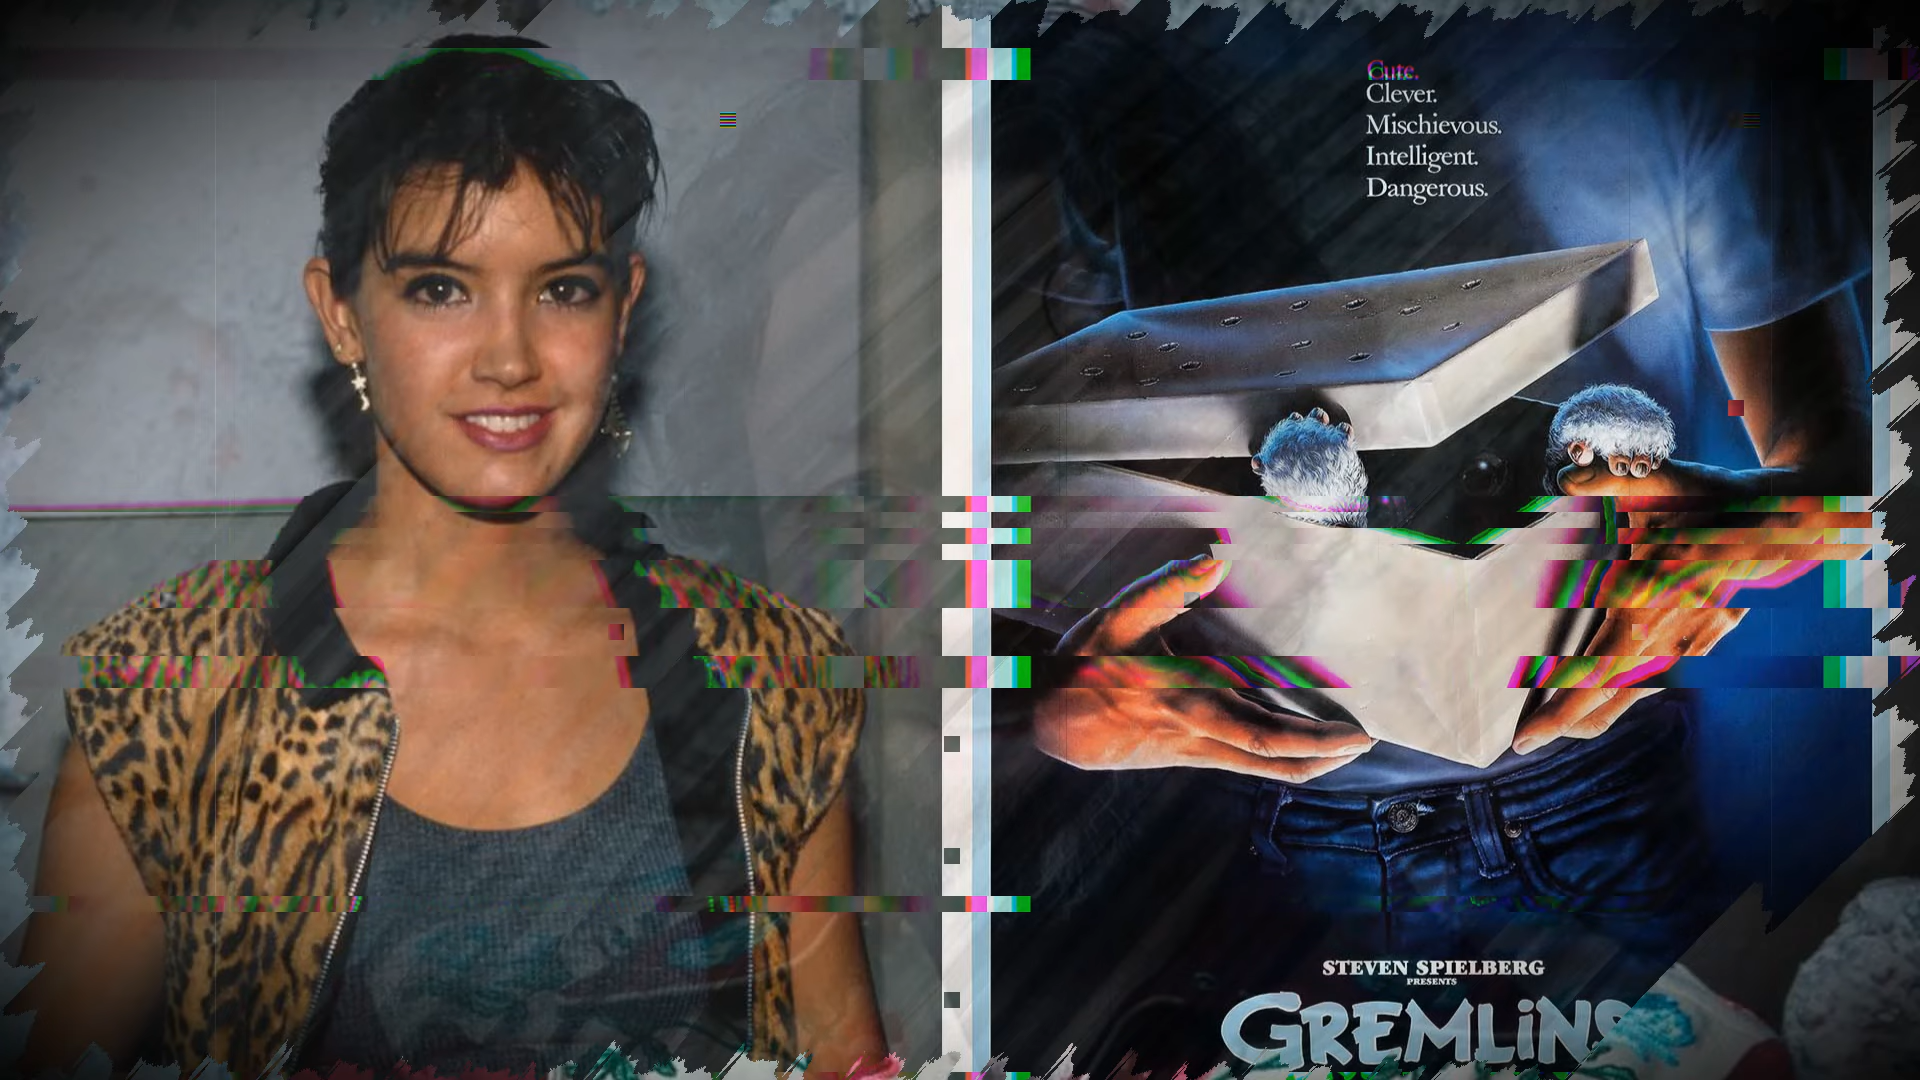 Cute.
Clever.
Mischievous.
Intelligent.
Dangerous.
STEVEN SPIELBERG
PRESENTS
GREMLiNS